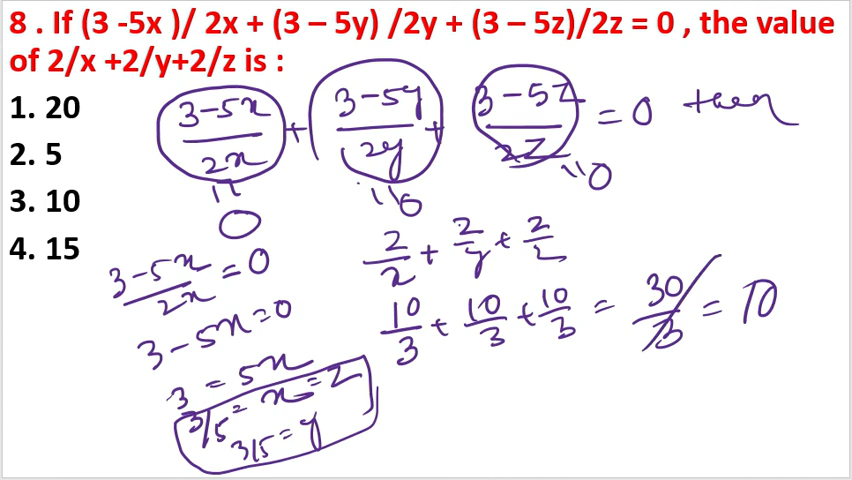 8 . If (3 -5x )/ 2x + (3 – 5y) /2y + (3 – 5z)/2z = 0 , the value
of 2/x +2/y+2/z is :
1. 20
2. 5
3. 10
4. 15
3-5x/2x + 3-5y/2y + 3-5z/2z = 0 then
"0 "0 "0
3-5x/2x = 0
3-5x=0
3 = 5x
3/5 = x = z
3/5 = y
2/x + 2/y + 2/z
10/3 + 10/3 + 10/3 = 30/3 = 10